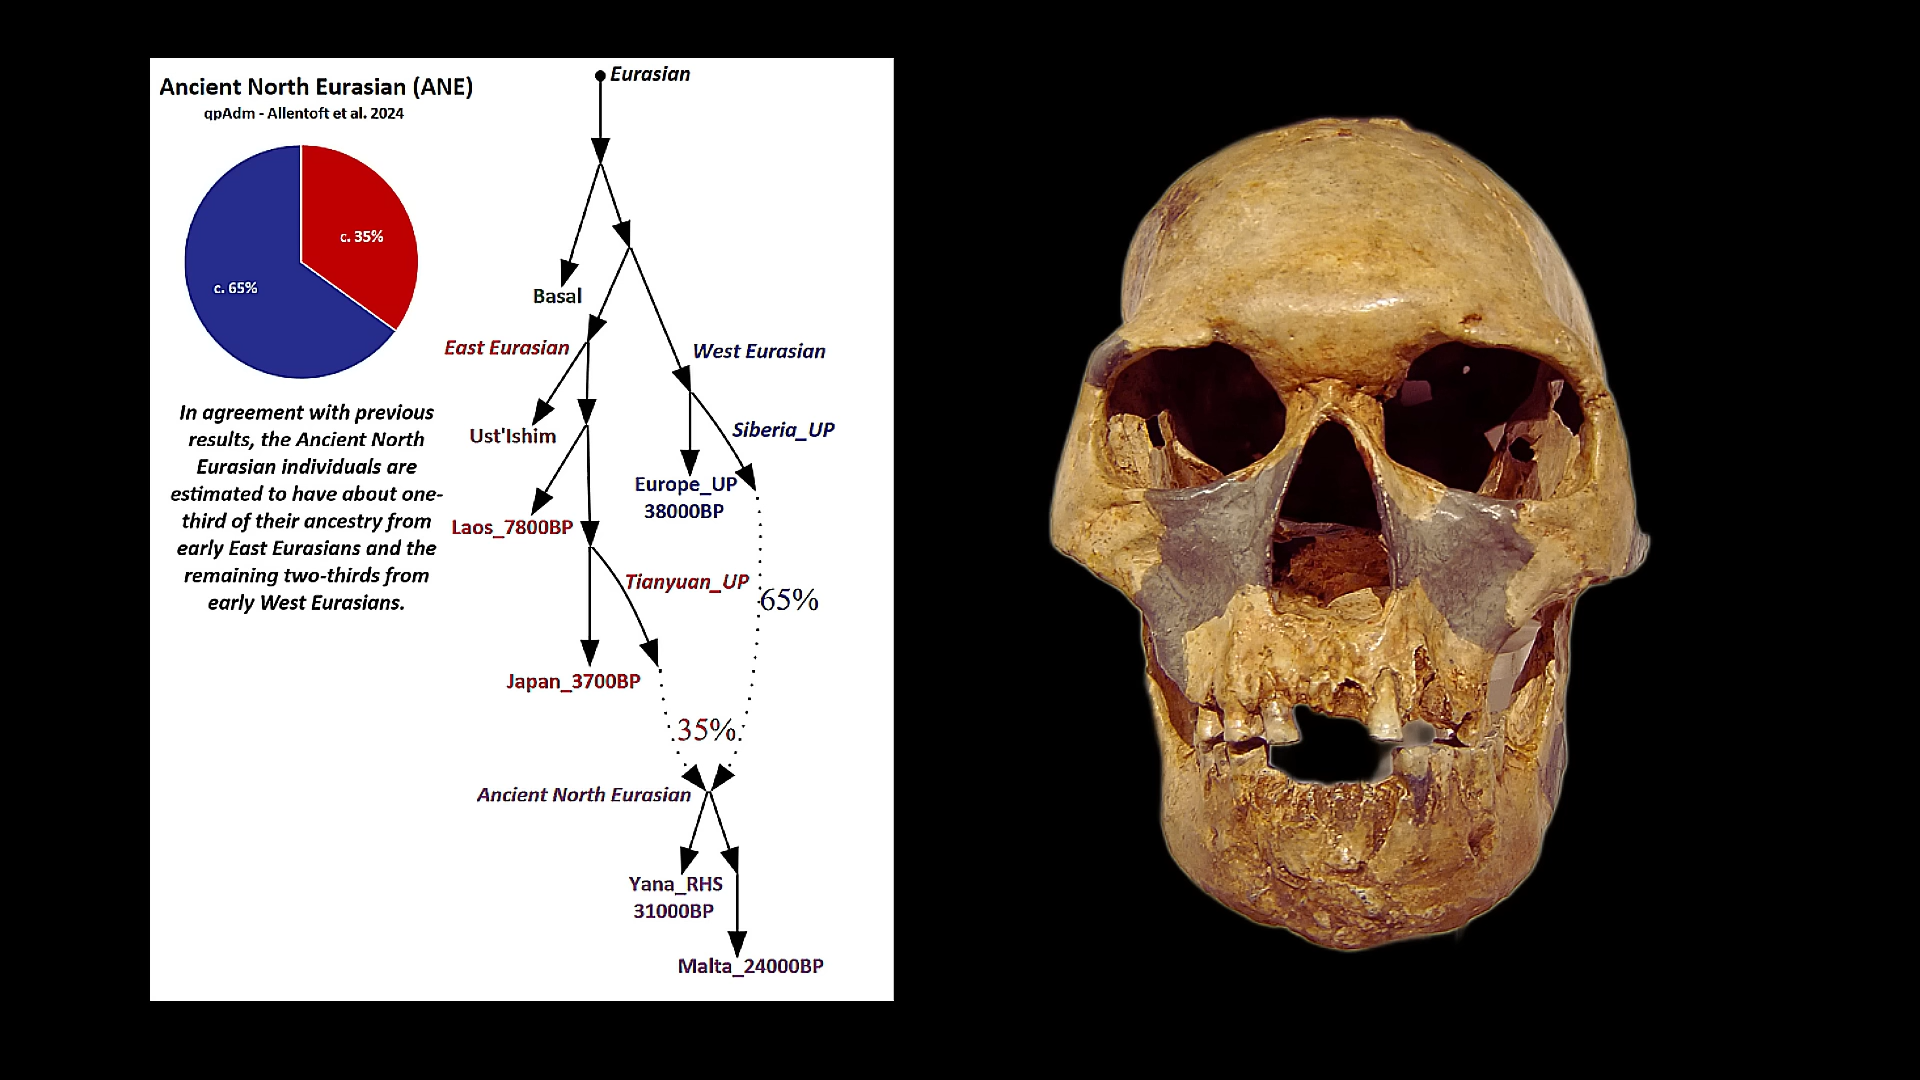 Ancient North Eurasian (ANE)
qpAdm - Allentoft et al. 2024
c. 35%
c. 65%
In agreement with previous
results, the Ancient North
Eurasian individuals are
estimated to have about one-
third of their ancestry from
early East Eurasians and the
remaining two-thirds from
early West Eurasians.
Eurasian
Basal
East Eurasian
West Eurasian
Ust'Ishim
Siberia_UP
Europe_UP
38000BP
Laos_7800BP
Tianyuan_UP
65%
Japan_3700BP
35%
Ancient North Eurasian
Yana_RHS
31000BP
Malta_24000BP